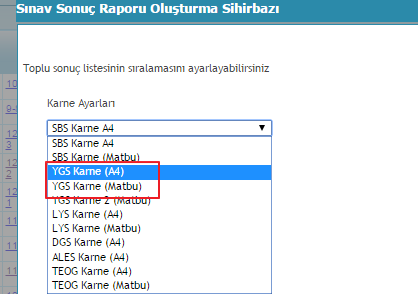 Sınav Sonuç Raporu Oluşturma Sihirbazı
Toplu sonuç listesinin sıralamasını ayarlayabilirsiniz
Karne Ayarları
SBS Karne A4
SBS Karne A4
SBS Karne (Matbu)
YGS Karne (A4)
YGS Karne (Matbu)
YGS Karne 2 (Matbu)
LYS Karne (A4)
LYS Karne (Matbu)
DGS Karne (A4)
ALES Karne (A4)
TEOG Karne (A4)
TEOG Karne (Matbu)